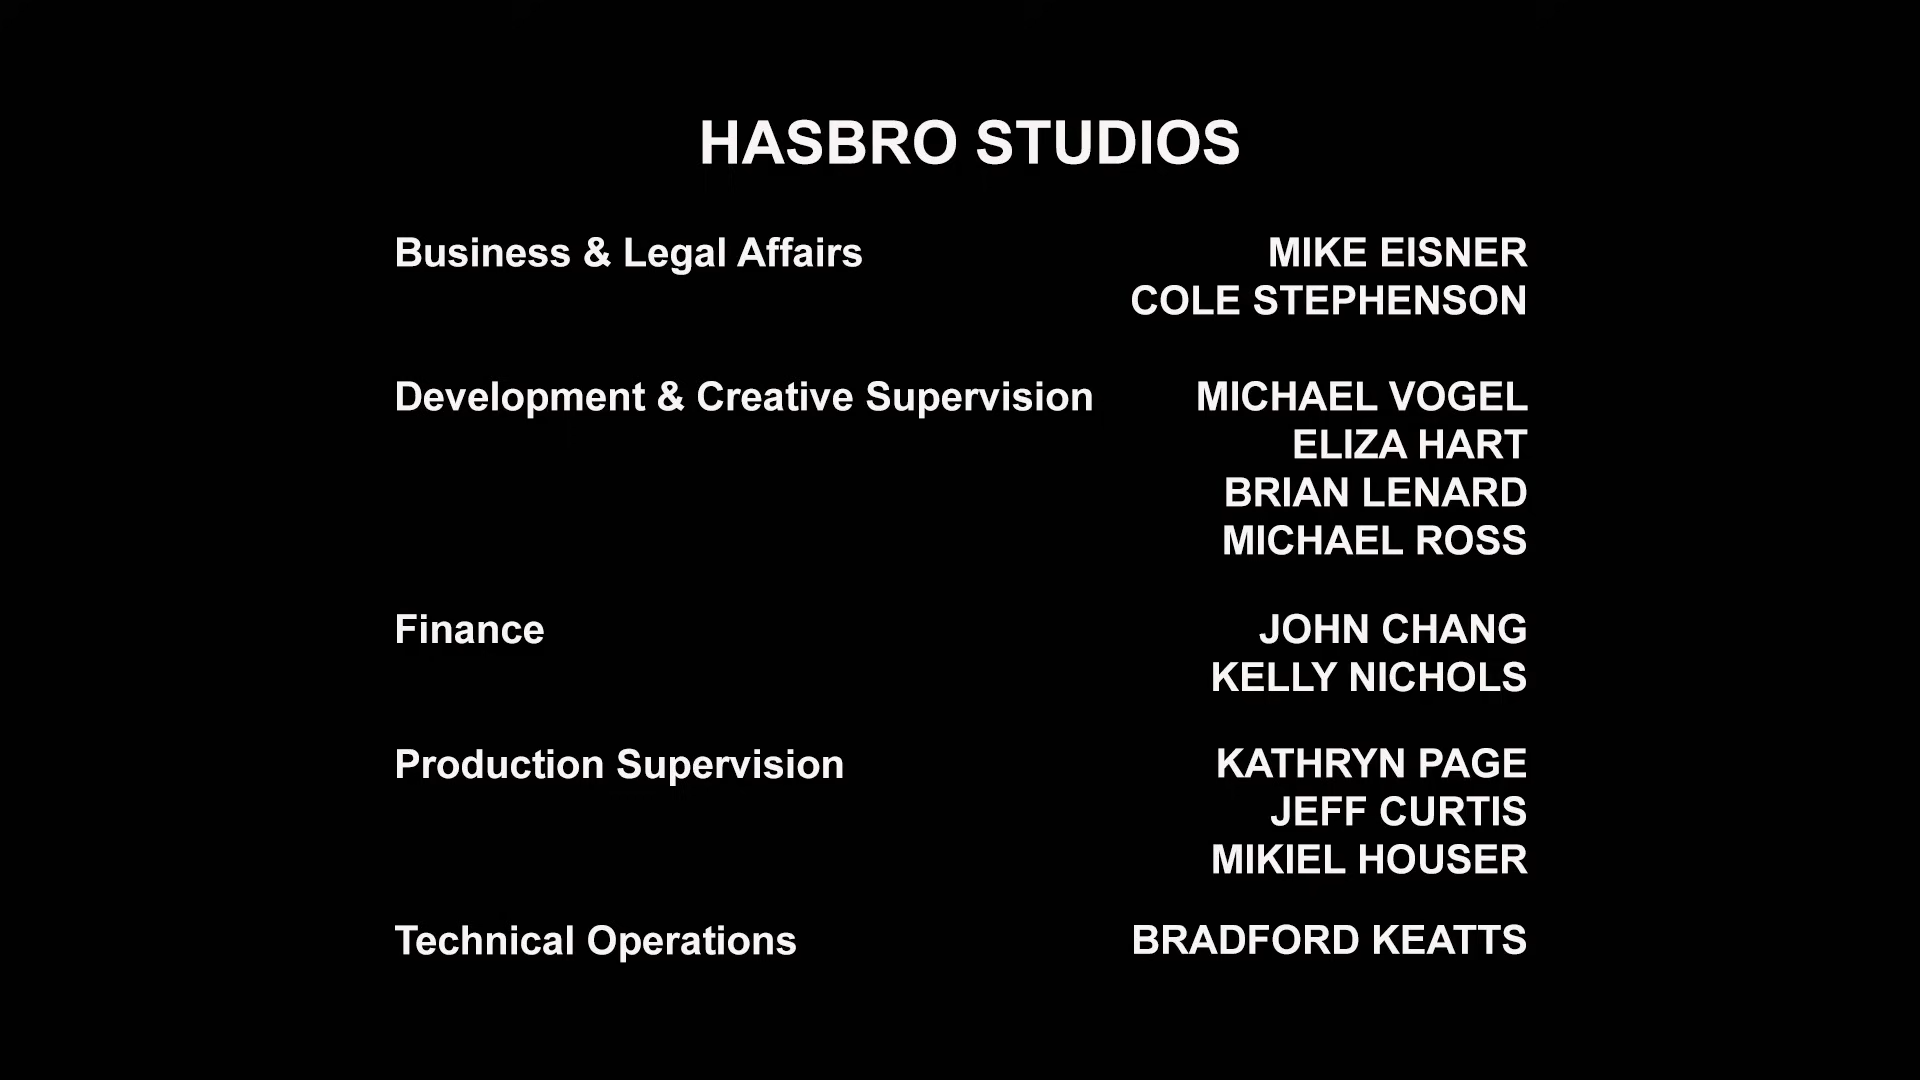 HASBRO STUDIOS
Business & Legal Affairs MIKE EISNER
COLE STEPHENSON
Development & Creative Supervision MICHAEL VOGEL
ELIZA HART
BRIAN LENARD
MICHAEL ROSS
Finance JOHN CHANG
KELLY NICHOLS
Production Supervision KATHRYN PAGE
JEFF CURTIS
MIKIEL HOUSER
Technical Operations BRADFORD KEATTS